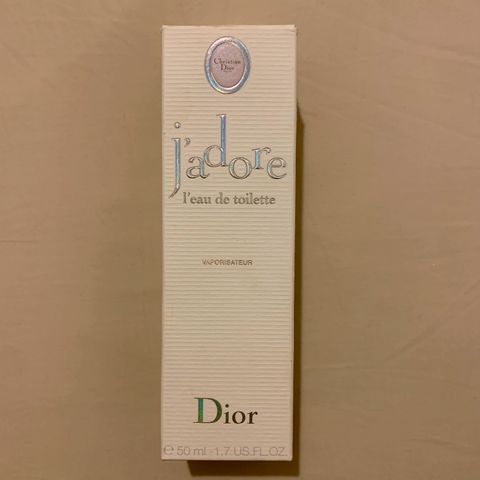 Christian
Dior
j'adore
l'eau de toilette
VAPORISATEUR
Dior
e 50 ml - 1.7 US.FL.OZ.